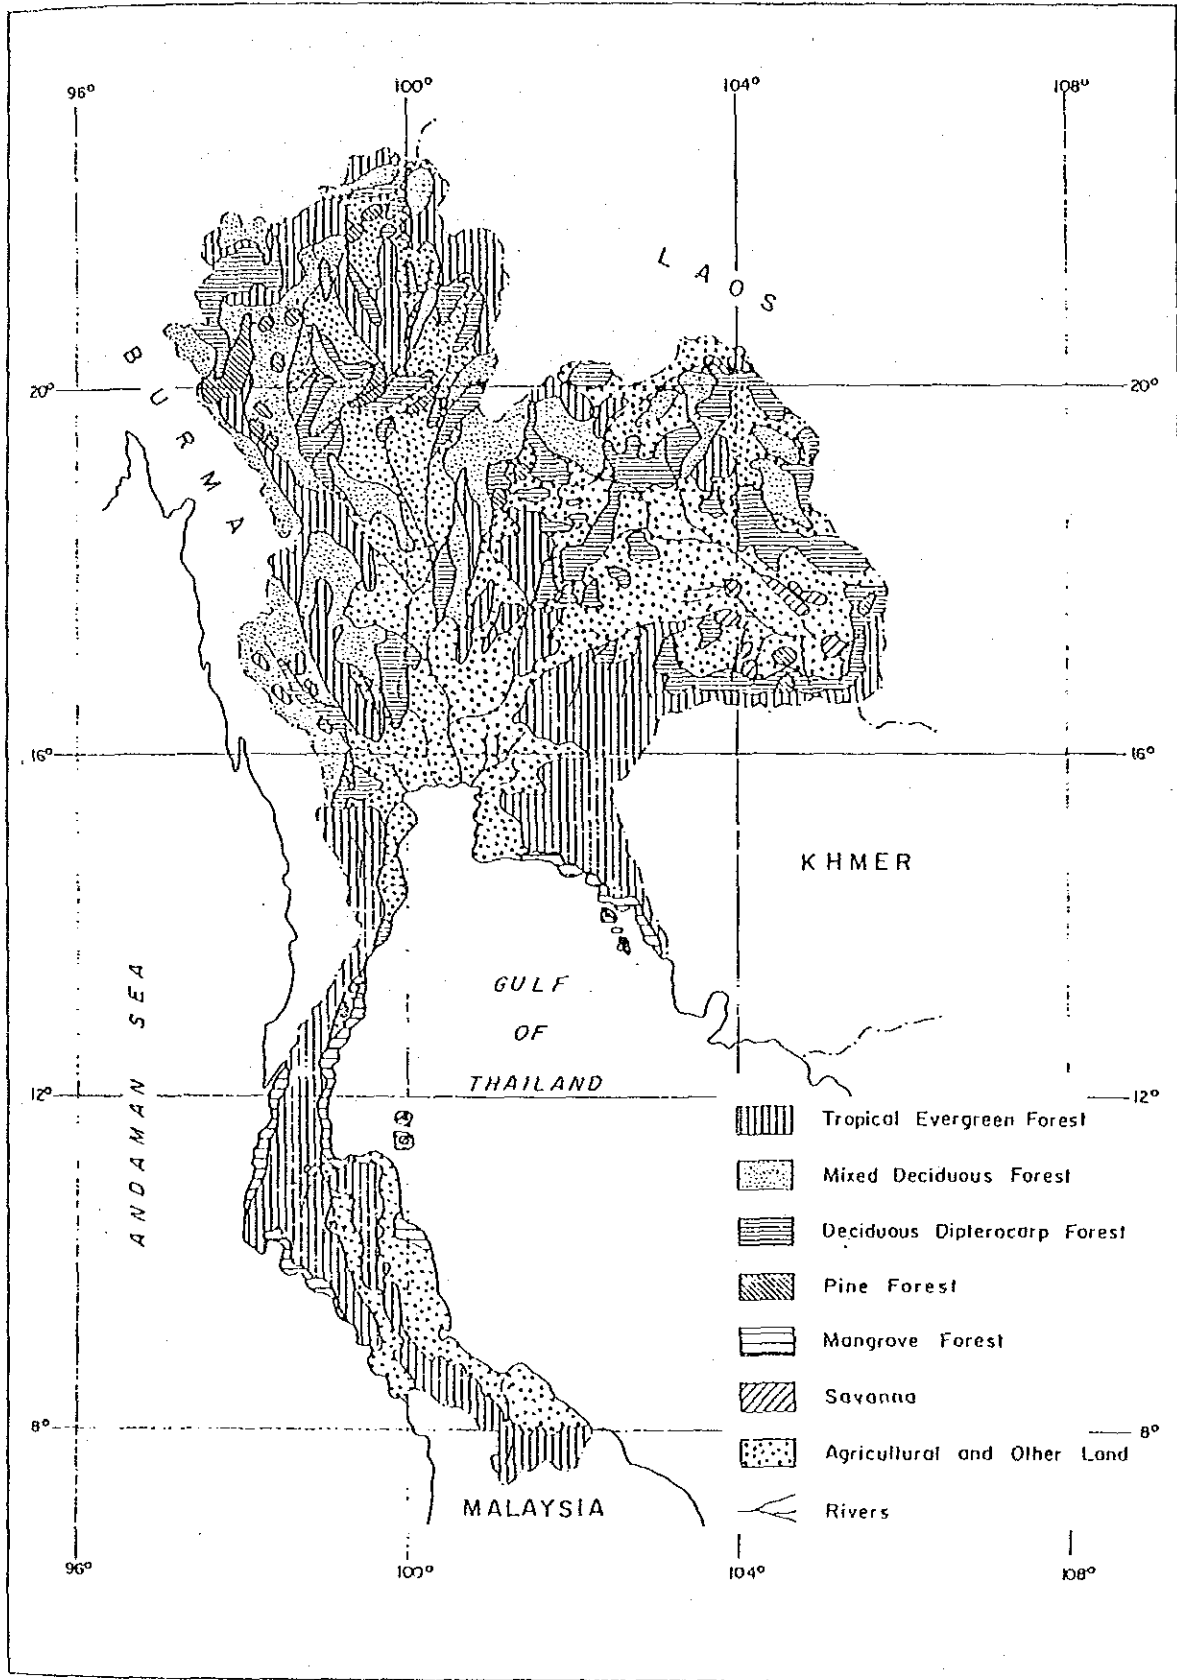 96°
100°
104°
108°
LAOS
BURMA
20°
20°
16°
16°
KHMER
GULF
OF
THAILAND
ANDAMAN SEA
12°
12°
Tropical Evergreen Forest
Mixed Deciduous Forest
Deciduous Dipterocarp Forest
Pine Forest
Mangrove Forest
Savanna
8°
8°
Agricultural and Other Land
Rivers
MALAYSIA
96°
100°
104°
108°